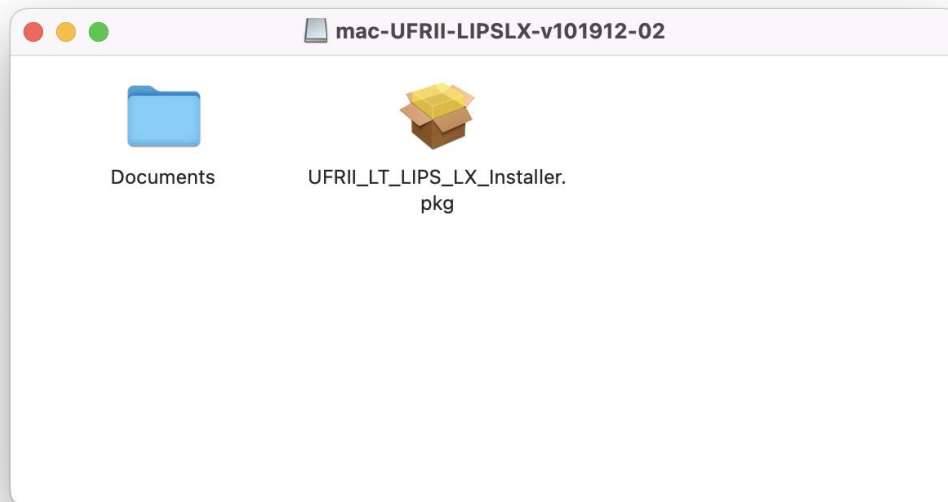 mac-UFRII-LIPSLX-v101912-02
Documents
UFRII_LT_LIPS_LX_Installer.
pkg